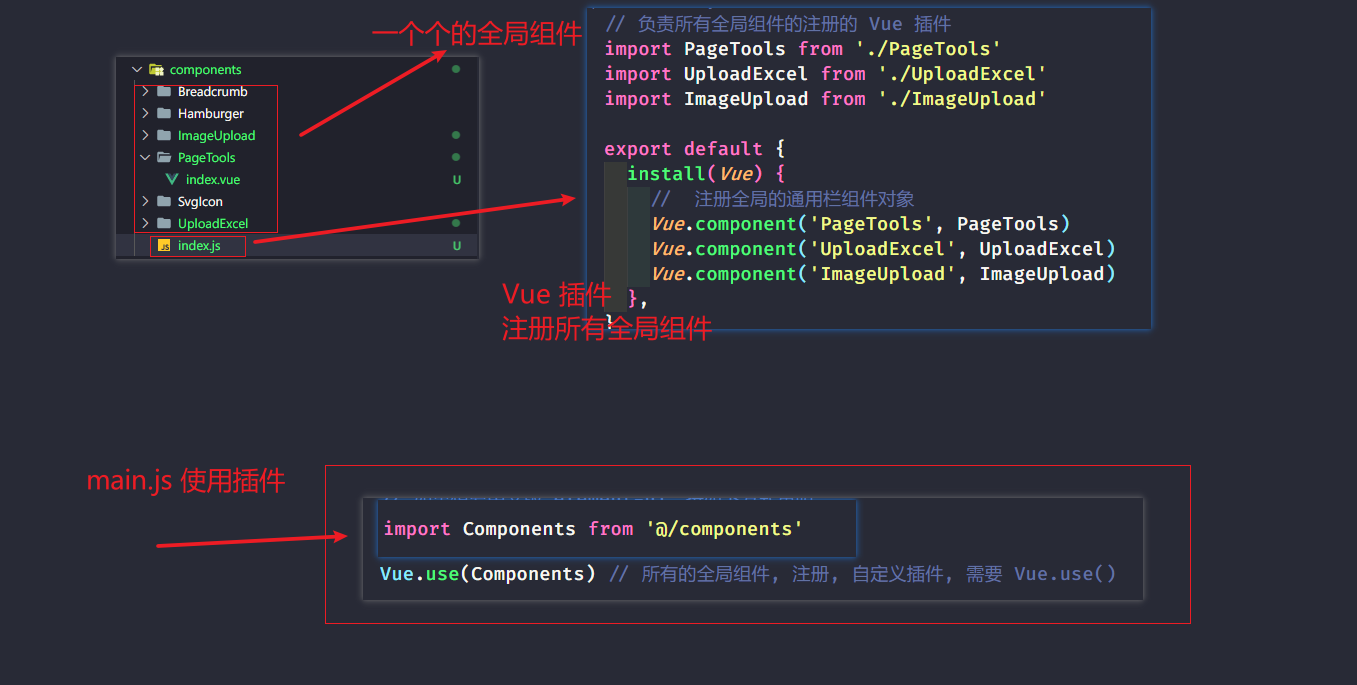 一个个的全局组件
components
Breadcrumb
Hamburger
ImageUpload
PageTools
index.vue U
SvgIcon
UploadExcel
JS index.js U
// 负责所有全局组件的注册的 Vue 插件
import PageTools from './PageTools'
import UploadExcel from './UploadExcel'
import ImageUpload from './ImageUpload'
export default {
install(Vue) {
// 注册全局的通用栏组件对象
Vue.component('PageTools', PageTools)
Vue.component('UploadExcel', UploadExcel)
Vue.component('ImageUpload', ImageUpload)
},
}
Vue 插件
注册所有全局组件
main.js 使用插件
import Components from '@/components'
Vue.use(Components) // 所有的全局组件, 注册, 自定义插件, 需要 Vue.use()